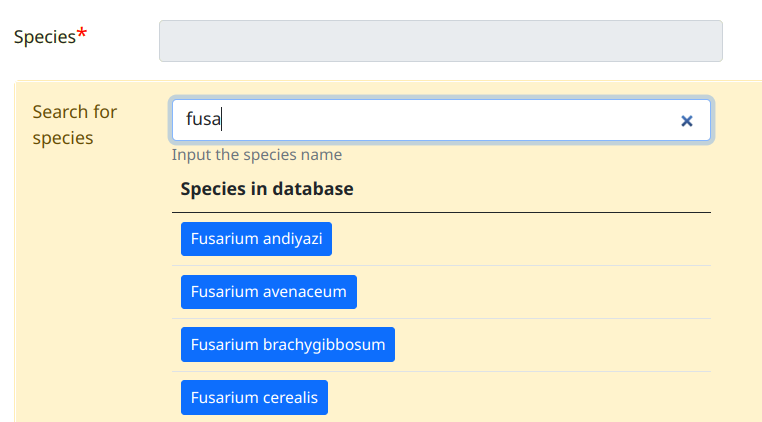 Species*
Search for
species
fusa
Input the species name
Species in database
Fusarium andiyazi
Fusarium avenaceum
Fusarium brachygibbosum
Fusarium cerealis